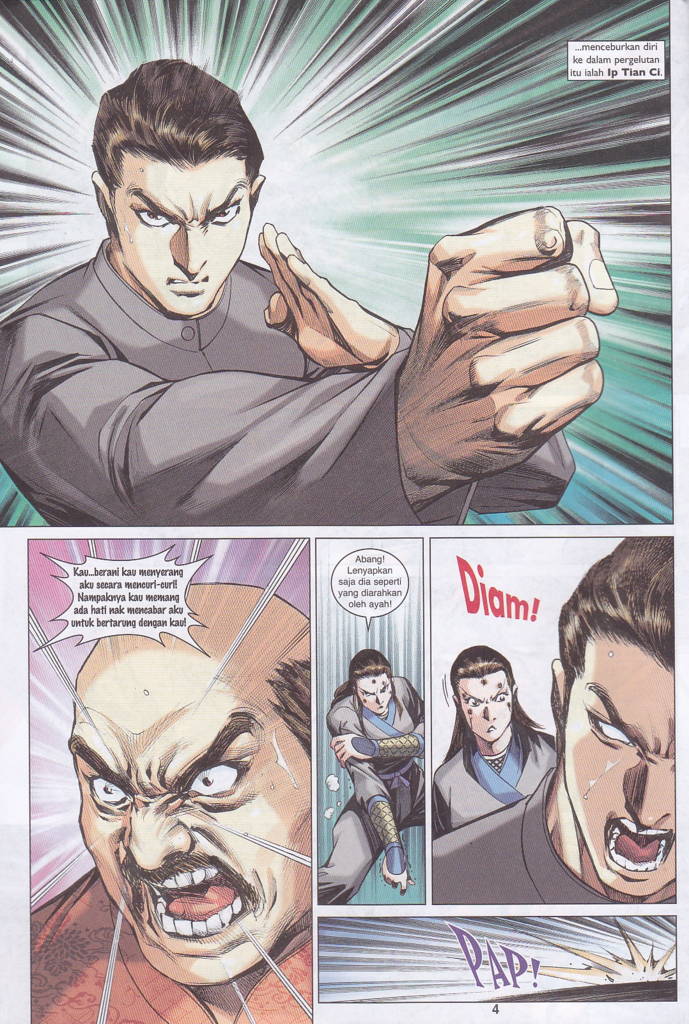 ...menceburkan diri
ke dalam pergelutan
itu ialah Ip Tian Ci.
Kau...berani kau menyerang
aku secara mencuri-curi!
Nampaknya kau memang
ada hati nak mencabar aku
untuk bertarung dengan kau!
Abang!
Lenyapkan
saja dia seperti
yang diarahkan
oleh ayah!
Diam!
PAP!
4